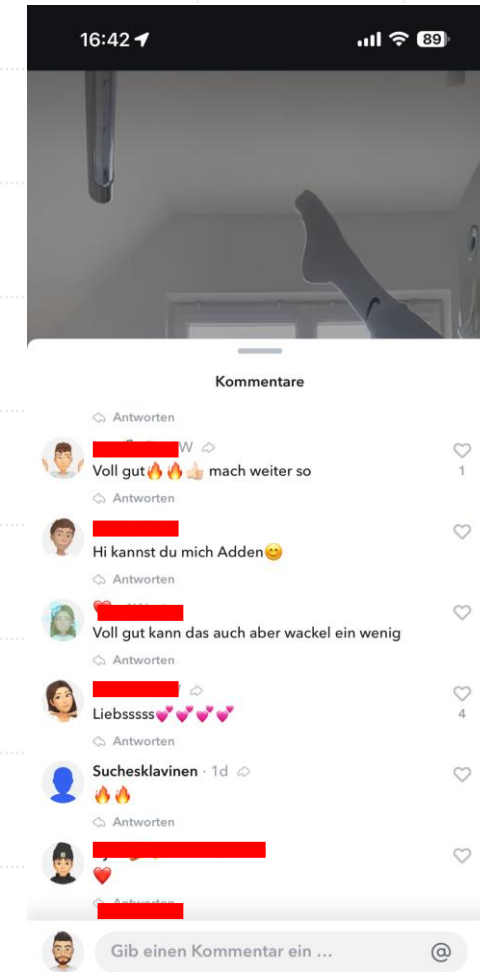 16:42
89
Kommentare
Antworten
W
Voll gut🔥🔥👍🏻 mach weiter so
1
Antworten
Hi kannst du mich Adden😊
Antworten
Voll gut kann das auch aber wackel ein wenig
Antworten
Liebsssss💕💕💕💕
4
Antworten
Suchesklavinen · 1d
🔥🔥
Antworten
❤️
Antworten
Gib einen Kommentar ein ...
@